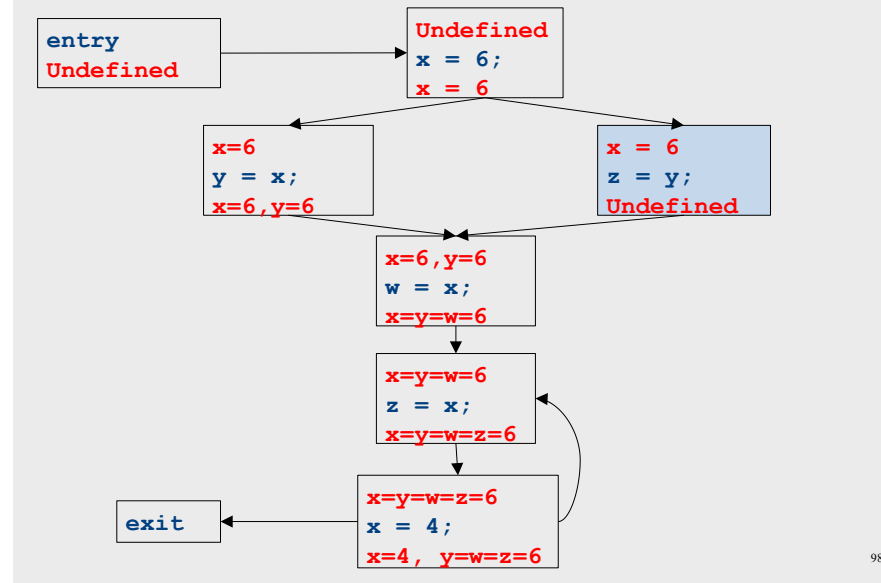 entry
Undefined
Undefined
x = 6;
x = 6
x=6
y = x;
x=6,y=6
x = 6
z = y;
Undefined
x=6,y=6
w = x;
x=y=w=6
x=y=w=6
z = x;
x=y=w=z=6
x=y=w=z=6
x = 4;
x=4, y=w=z=6
exit
98